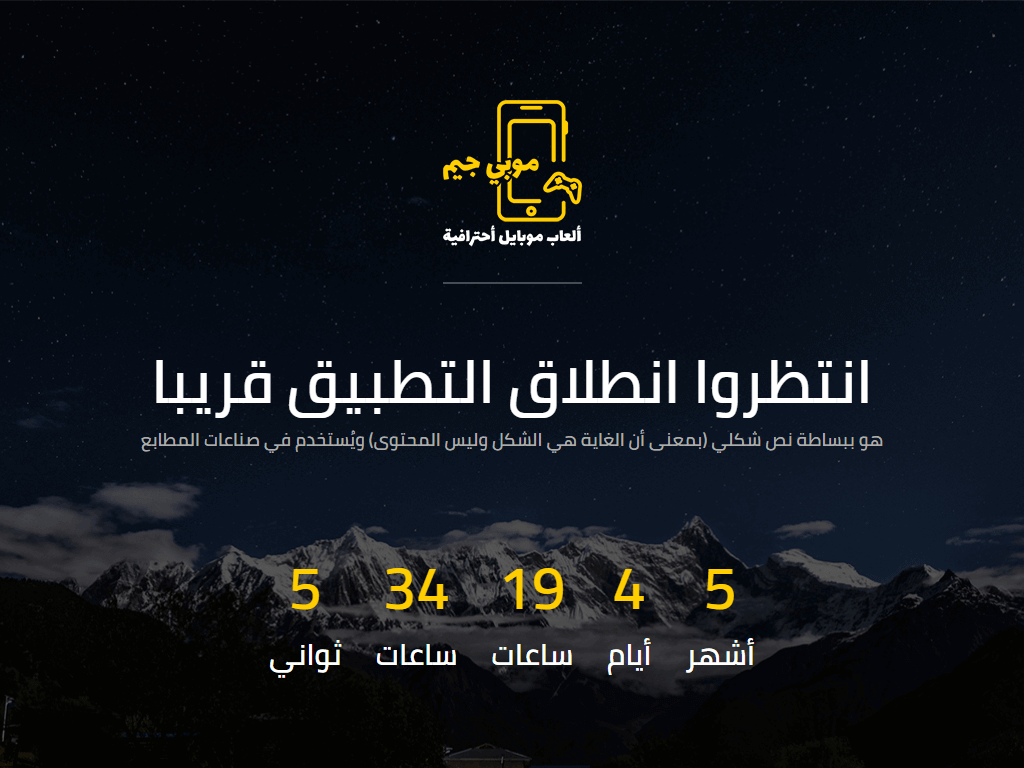 موبي جيم
ألعاب موبايل أحترافية
انتظروا انطلاق التطبيق قريبا
هو ببساطة نص شكلي (بمعنى أن الغاية هي الشكل وليس المحتوى) ويُستخدم في صناعات المطابع
5 4 19 34 5
أشهر أيام ساعات ساعات ثواني